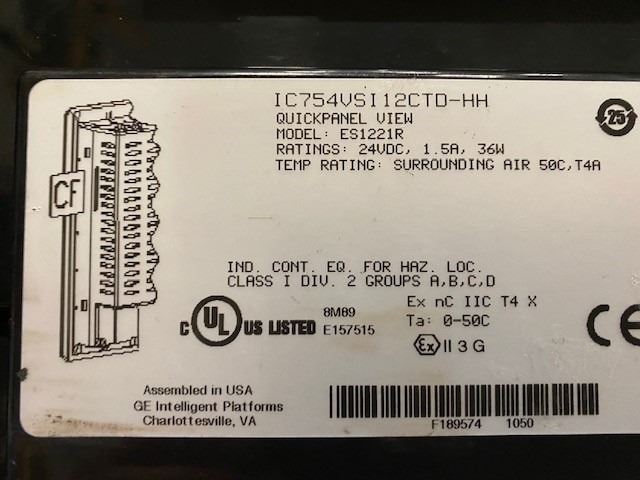 IC754VSI12CTD-HH
QUICKPANEL VIEW
MODEL: ES1221R
RATINGS: 24VDC, 1.5A, 36W
TEMP RATING: SURROUNDING AIR 50C,T4A
25
CF
IND. CONT. EQ. FOR HAZ. LOC.
CLASS I DIV. 2 GROUPS A,B,C,D
C UL US LISTED 8M89
E157515
Ex nC IIC T4 X
Ta: 0-50C
Ex II 3 G
CE
Assembled in USA
GE Intelligent Platforms
Charlottesville, VA
F189574 1050